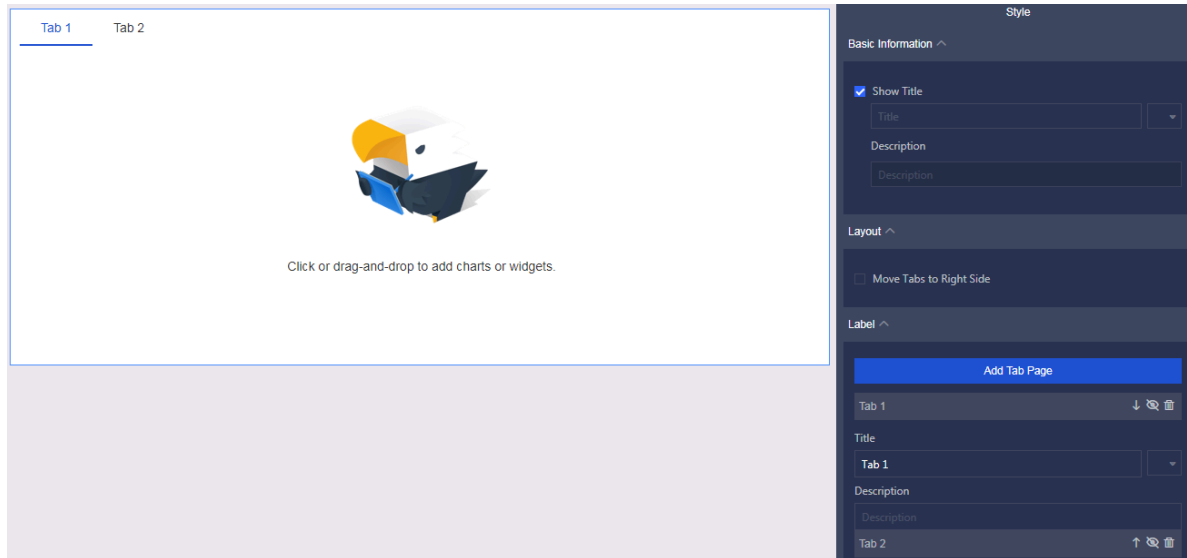 Tab 1 Tab 2
Click or drag-and-drop to add charts or widgets.
Style
Basic Information
Show Title
Title
Description
Description
Layout
Move Tabs to Right Side
Label
Add Tab Page
Tab 1
Title
Tab 1
Description
Description
Tab 2